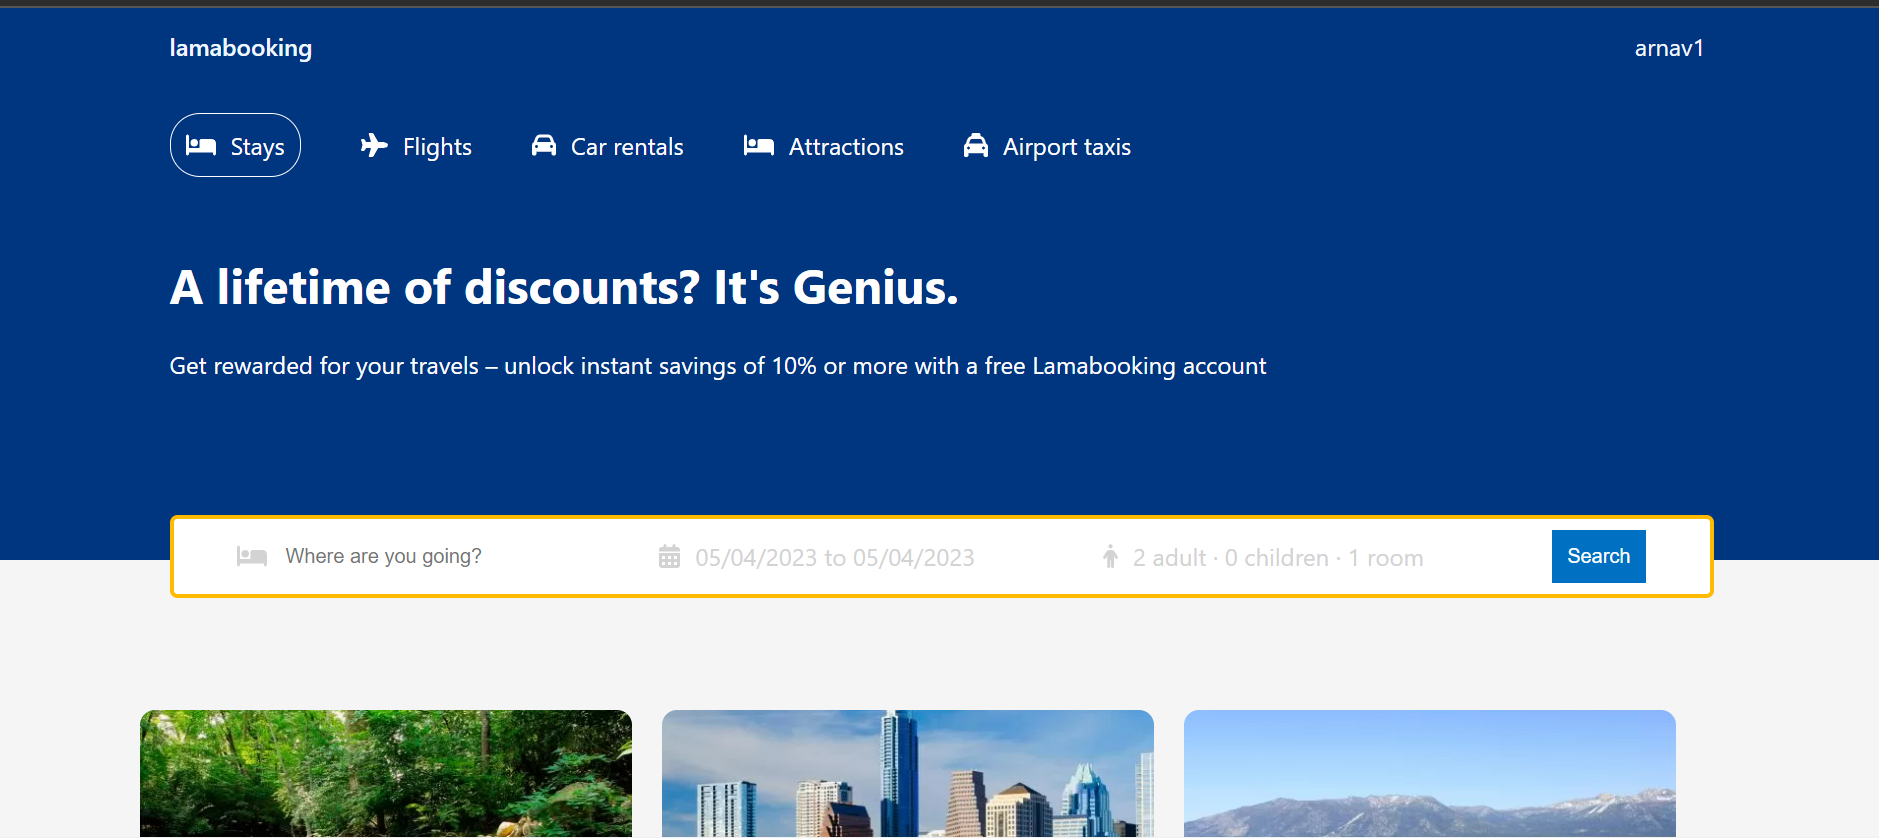 lamabooking
arnav1
Stays
Flights
Car rentals
Attractions
Airport taxis
A lifetime of discounts? It's Genius.
Get rewarded for your travels – unlock instant savings of 10% or more with a free Lamabooking account
Where are you going?
05/04/2023 to 05/04/2023
2 adult · 0 children · 1 room
Search